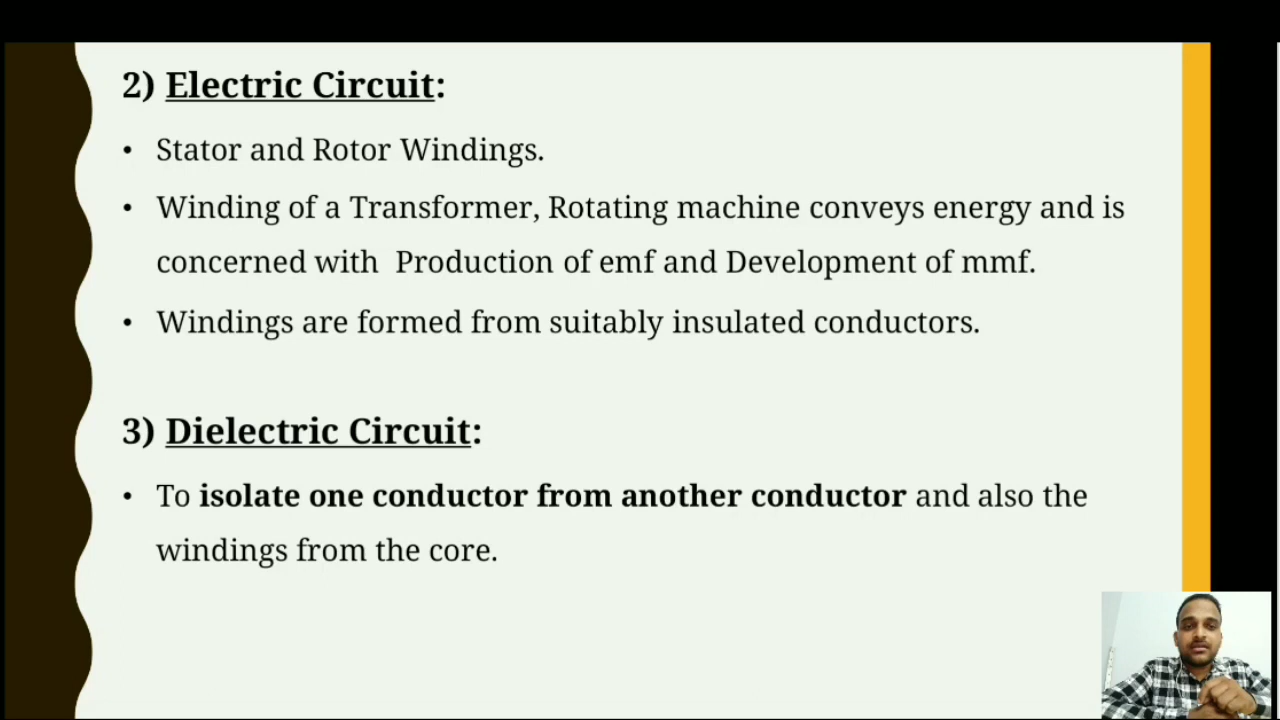 2) Electric Circuit:
• Stator and Rotor Windings.
• Winding of a Transformer, Rotating machine conveys energy and is
concerned with Production of emf and Development of mmf.
• Windings are formed from suitably insulated conductors.
3) Dielectric Circuit:
• To isolate one conductor from another conductor and also the
windings from the core.